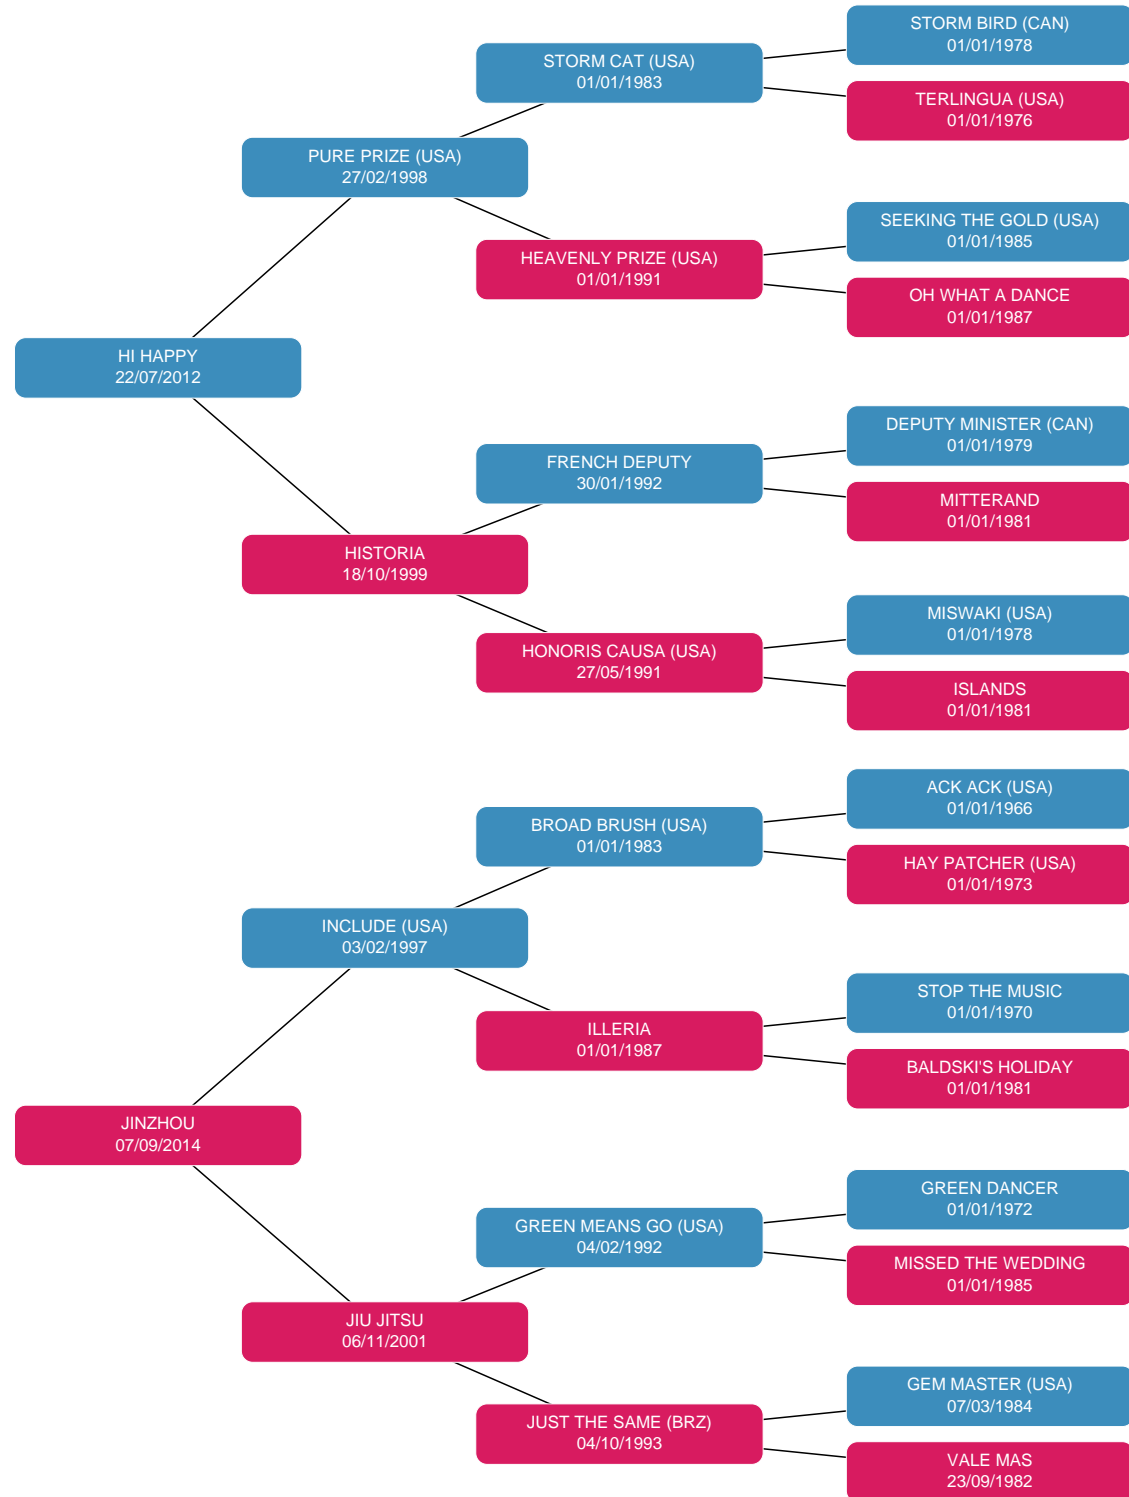 STORM BIRD (CAN)
01/01/1978
STORM CAT (USA)
01/01/1983
TERLINGUA (USA)
01/01/1976
PURE PRIZE (USA)
27/02/1998
SEEKING THE GOLD (USA)
01/01/1985
HEAVENLY PRIZE (USA)
01/01/1991
OH WHAT A DANCE
01/01/1987
HI HAPPY
22/07/2012
DEPUTY MINISTER (CAN)
01/01/1979
FRENCH DEPUTY
30/01/1992
MITTERAND
01/01/1981
HISTORIA
18/10/1999
MISWAKI (USA)
01/01/1978
HONORIS CAUSA (USA)
27/05/1991
ISLANDS
01/01/1981
ACK ACK (USA)
01/01/1966
BROAD BRUSH (USA)
01/01/1983
HAY PATCHER (USA)
01/01/1973
INCLUDE (USA)
03/02/1997
STOP THE MUSIC
01/01/1970
ILLERIA
01/01/1987
BALDSKI'S HOLIDAY
01/01/1981
JINZHOU
07/09/2014
GREEN DANCER
01/01/1972
GREEN MEANS GO (USA)
04/02/1992
MISSED THE WEDDING
01/01/1985
JIU JITSU
06/11/2001
GEM MASTER (USA)
07/03/1984
JUST THE SAME (BRZ)
04/10/1993
VALE MAS
23/09/1982